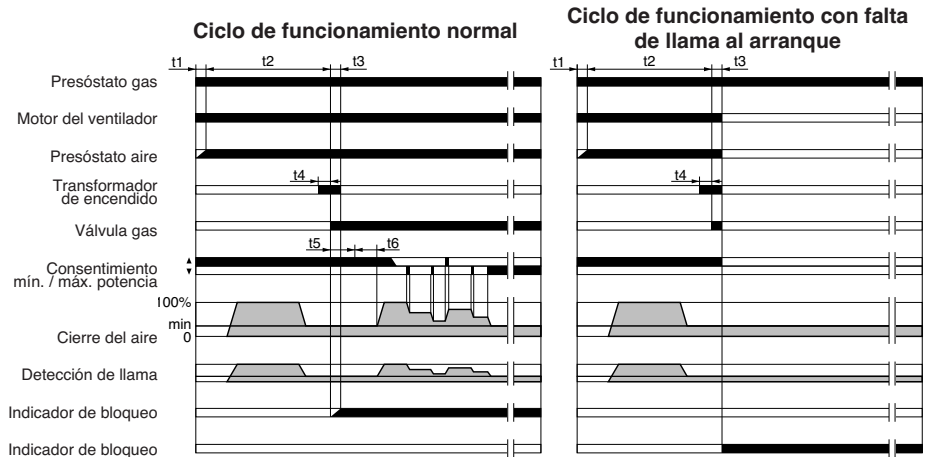 Ciclo de funcionamiento normal
Ciclo de funcionamiento con falta
de llama al arranque
t1 t2 t3
t1 t2 t3
Presóstato gas
Motor del ventilador
Presóstato aire
t4
t4
Transformador
de encendido
Válvula gas
t5 t6
Consentimiento
mín. / máx. potencia
100%
min
0
Cierre del aire
Detección de llama
Indicador de bloqueo
Indicador de bloqueo